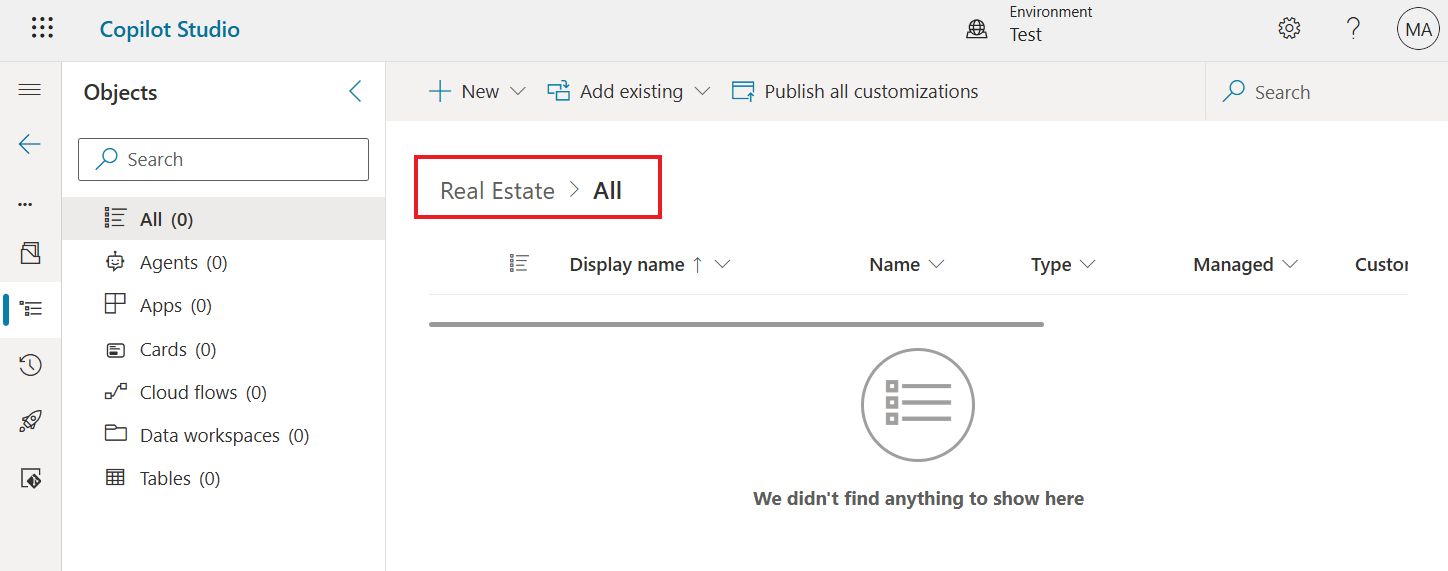 Copilot Studio
Environment
Test
MA
Objects
Search
All (0)
Agents (0)
Apps (0)
Cards (0)
Cloud flows (0)
Data workspaces (0)
Tables (0)
New
Add existing
Publish all customizations
Search
Real Estate > All
Display name ↑
Name
Type
Managed
Custor
We didn't find anything to show here